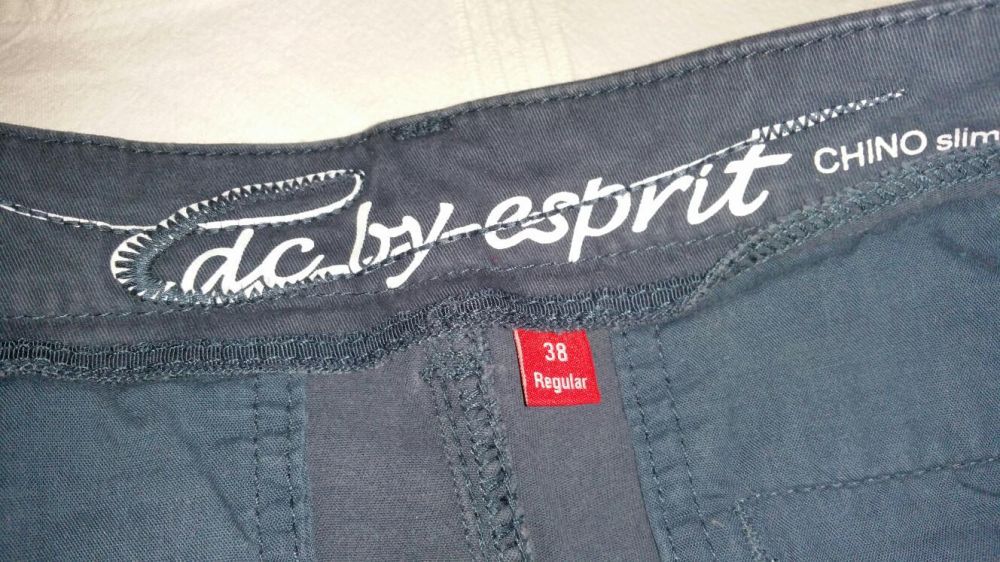 dc by esprit
CHINO slim
38
Regular